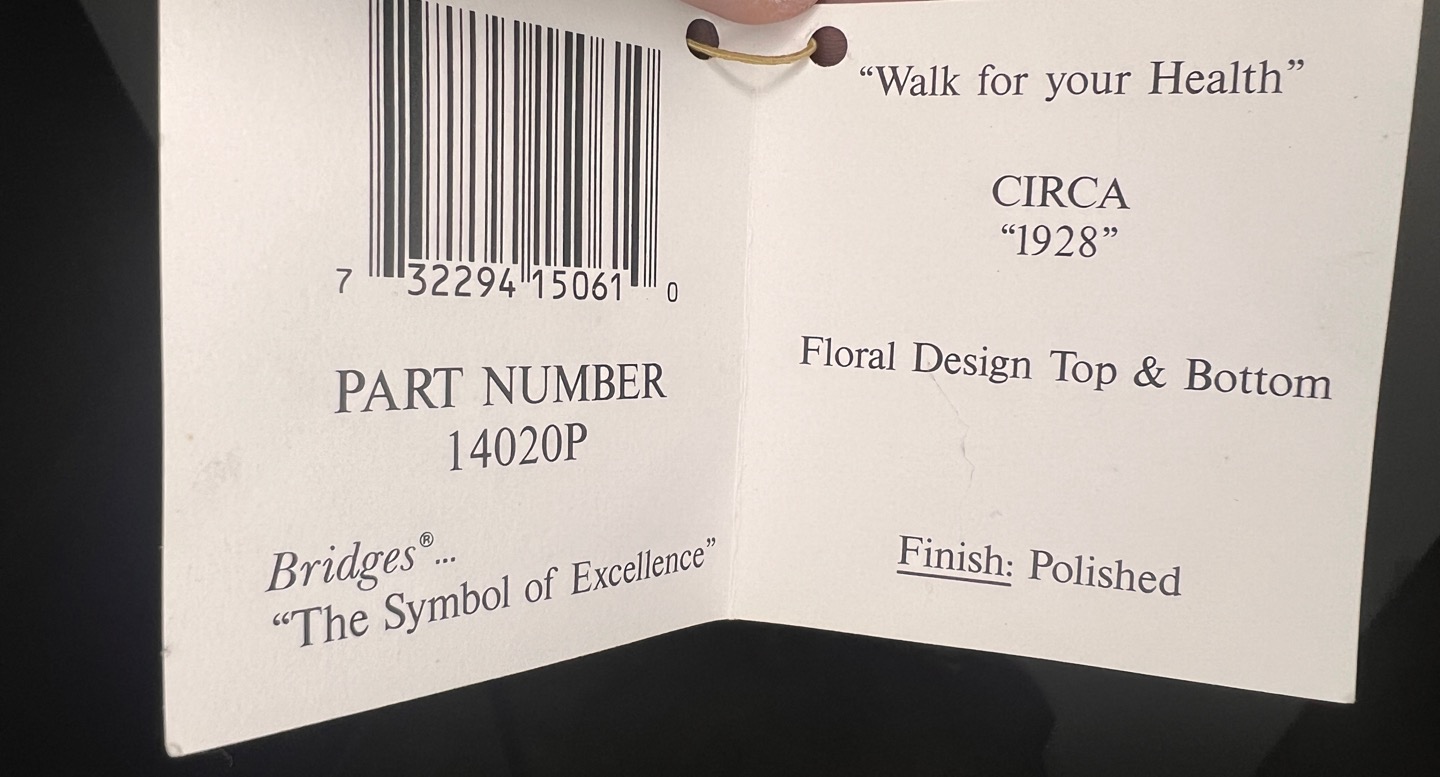 7 32294 15061 0
PART NUMBER
14020P
Bridges®...
“The Symbol of Excellence”
“Walk for your Health”
CIRCA
“1928”
Floral Design Top & Bottom
Finish: Polished